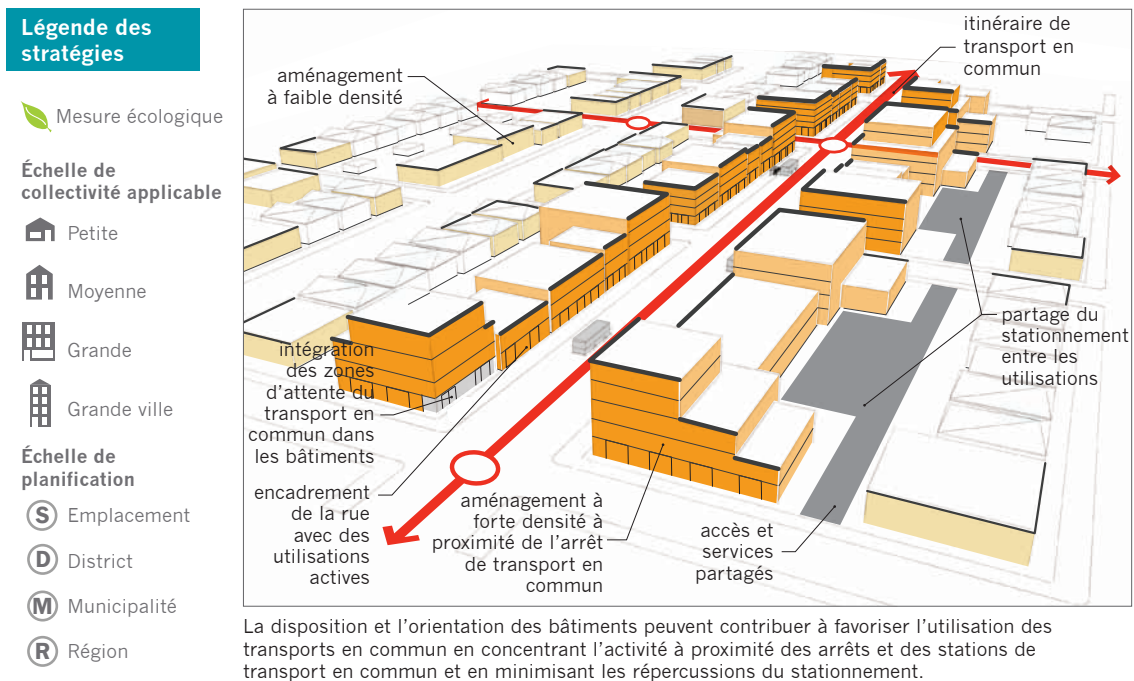 Légende des
stratégies
Mesure écologique
Échelle de
collectivité applicable
Petite
Moyenne
Grande
Grande ville
Échelle de
planification
S Emplacement
D District
M Municipalité
R Région
aménagement
à faible densité
itinéraire de
transport en
commun
partage du
stationnement
entre les
utilisations
intégration
des zones
d'attente du
transport en
commun dans
les bâtiments
encadrement
de la rue
avec des
utilisations
actives
aménagement à
forte densité à
proximité de l'arrêt
de transport en
commun
accès et
services
partagés
La disposition et l'orientation des bâtiments peuvent contribuer à favoriser l'utilisation des
transports en commun en concentrant l'activité à proximité des arrêts et des stations de
transport en commun et en minimisant les répercussions du stationnement.